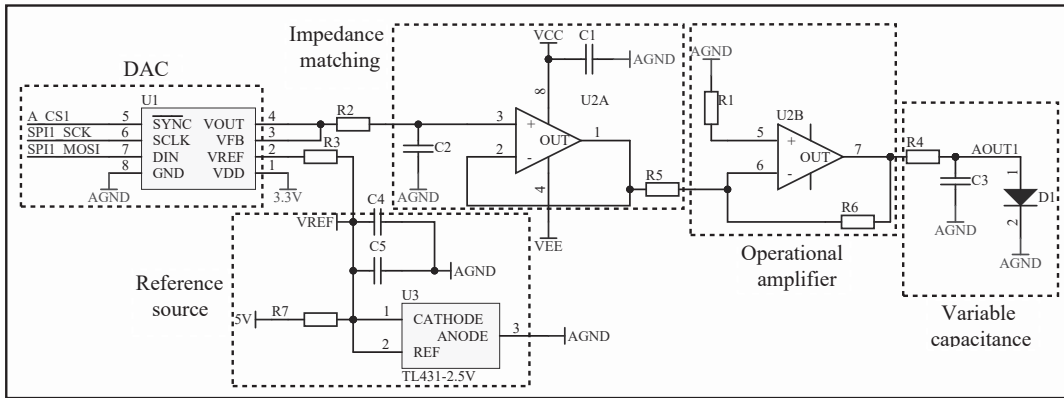 Impedance
matching
VCC
C1
AGND
8
U2A
DAC
U1
A_CS1
5
SYNC
VOUT
4
SPI1_SCK
6
SCLK
VFB
3
SPI1_MOSI
7
DIN
VREF
2
8
GND
VDD
1
AGND
3.3V
R2
R3
C2
AGND
3
+
OUT
1
2
-
4
VEE
R5
AGND
R1
U2B
5
+
OUT
7
6
-
R6
Operational
amplifier
R4
AOUT1
C3
AGND
1
D1
2
AGND
Variable
capacitance
Reference
source
VREF
C4
C5
AGND
5V
R7
U3
1
CATHODE
ANODE
3
AGND
2
REF
TL431-2.5V